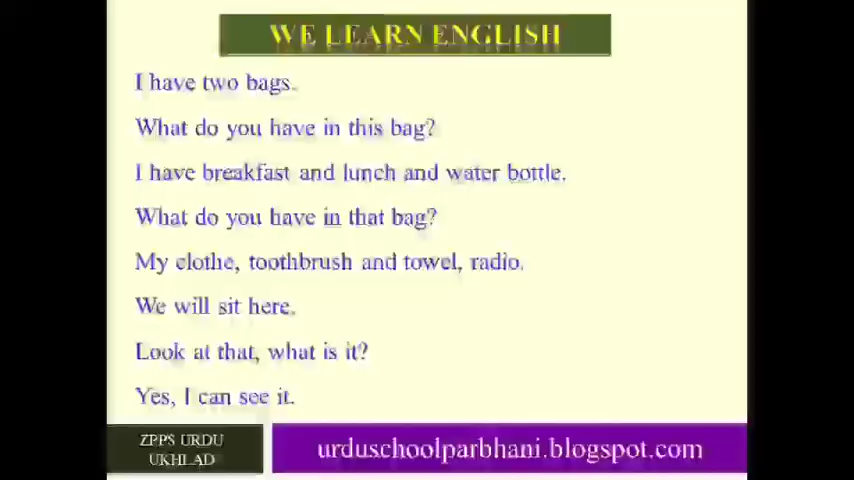 WE LEARN ENGLISH
I have two bags.
What do you have in this bag?
I have breakfast and lunch and water bottle.
What do you have in that bag?
My clothe, toothbrush and towel, radio.
We will sit here.
Look at that, what is it?
Yes, I can see it.
ZPPS URDU
UKHLAD
urduschoolparbhani.blogspot.com